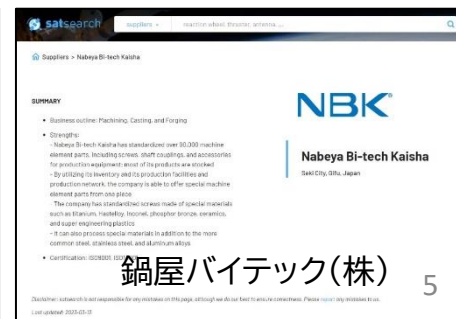 satsearch
suppliers
reaction wheel, thruster, antenna ...
Suppliers > Nabeya Bi-tech Kaisha
SUMMARY
• Business outline: Machining, Casting, and Forging
• Strengths:
- Nabeya Bi-tech Kaisha has standardized over 90,000 machine
element parts, including screws, shaft couplings, and accessories
for production equipment; most of its products are stocked
- By utilizing its inventory and its production facilities and
production network, the company is able to offer special machine
element parts from one piece
- The company has standardized screws made of special materials
such as titanium, Hastelloy, Inconel, phosphor bronze, ceramics,
and super engineering plastics
- It can also process special materials in addition to the more
common steel, stainless steel, and aluminum alloys
• Certification: ISO9001,
NBK
Nabeya Bi-tech Kaisha
Seki City, Gifu, Japan
鍋屋バイテック(株)
5
Disclaimer: satsearch is not responsible for any mistakes on this page, although we do our best to ensure correctness. Please report any mistakes to us.
Last updated: 2023-03-13